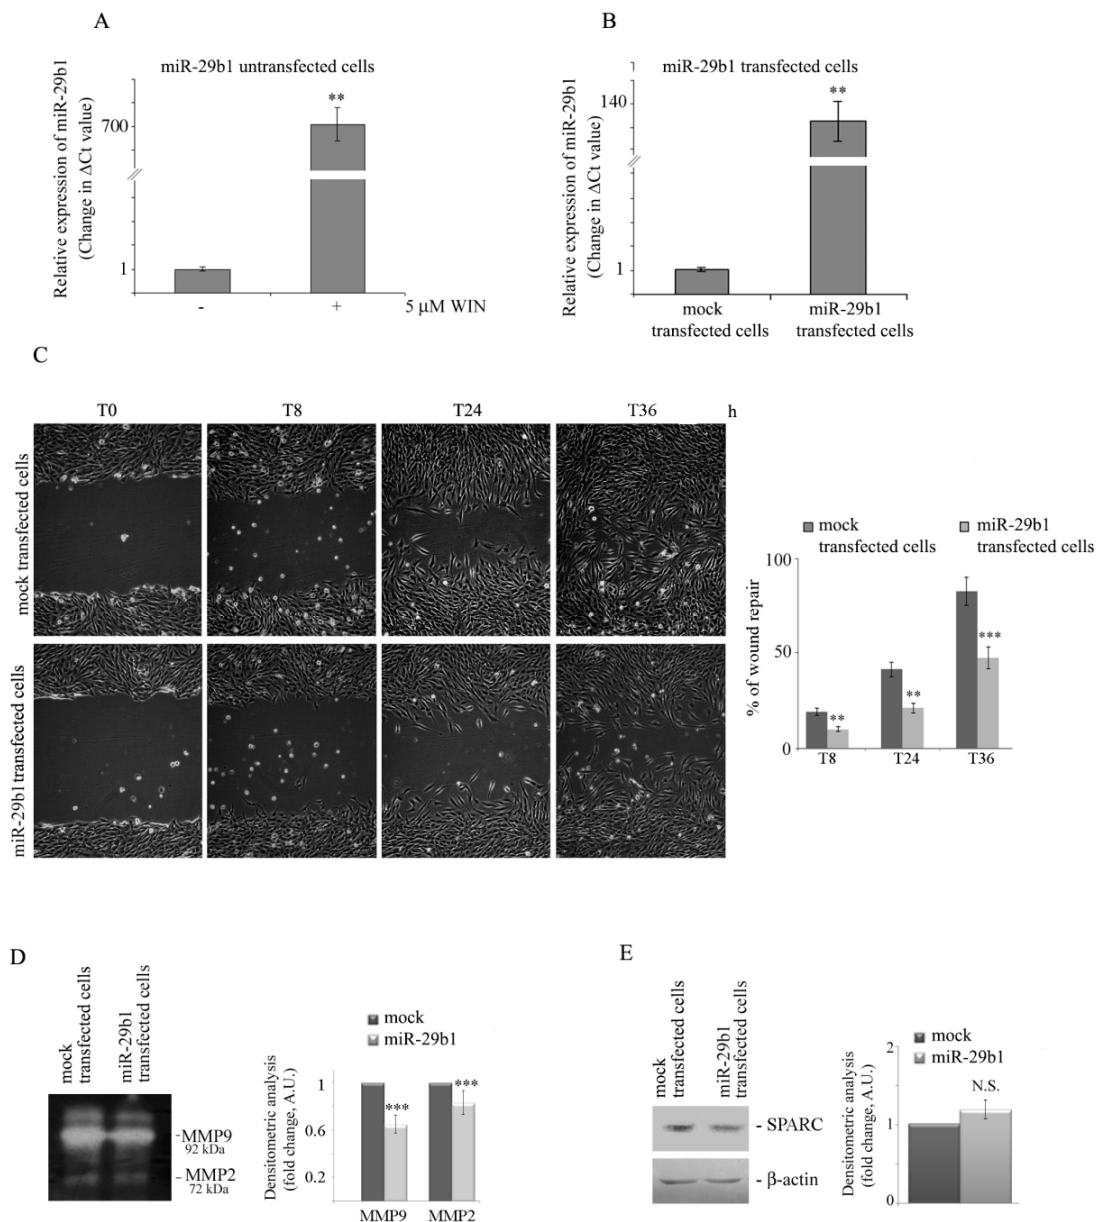 A
miR-29b1 untransfected cells
Relative expression of miR-29b1
(Change in ΔCt value)
700
1
**
-
+
5 μM WIN
B
miR-29b1 transfected cells
Relative expression of miR-29b1
(Change in ΔCt value)
140
1
**
mock
transfected cells
miR-29b1
transfected cells
C
T0
T8
T24
T36
h
mock transfected cells
miR-29b1 transfected cells
mock
transfected cells
miR-29b1
transfected cells
% of wound repair
100
50
0
**
**
***
T8
T24
T36
D
mock
transfected cells
miR-29b1
transfected cells
-MMP9
92 kDa
- MMP2
72 kDa
mock
miR-29b1
Densitometric analysis
(fold change, A.U.)
1
0.6
0.2
***
***
MMP9
MMP2
E
mock
transfected cells
miR-29b1
transfected cells
- SPARC
- β-actin
mock
miR-29b1
Densitometric analysis
(fold change, A.U.)
2
1
0
N.S.